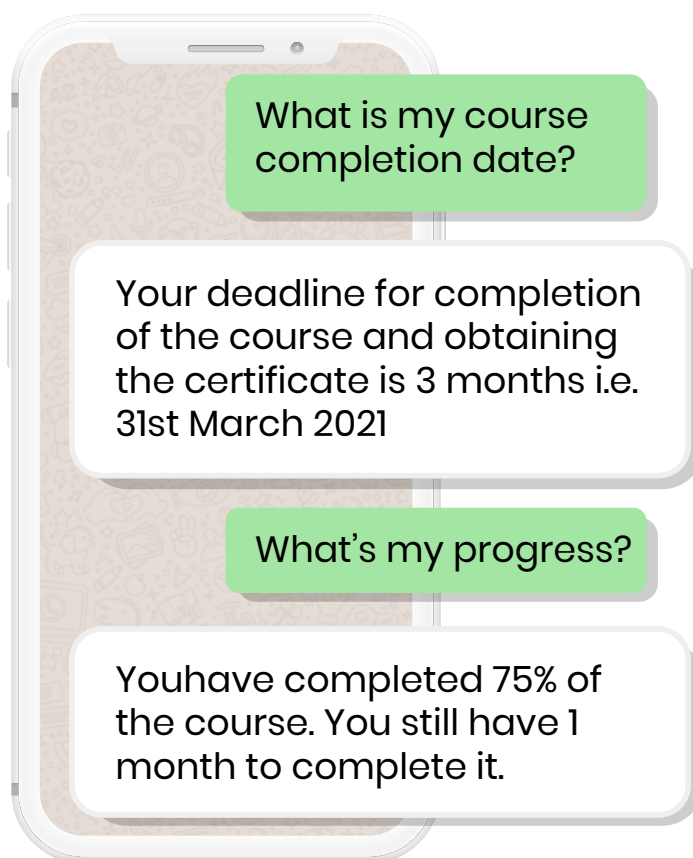 What is my course
completion date?
Your deadline for completion
of the course and obtaining
the certificate is 3 months i.e.
31st March 2021
What’s my progress?
Youhave completed 75% of
the course. You still have 1
month to complete it.